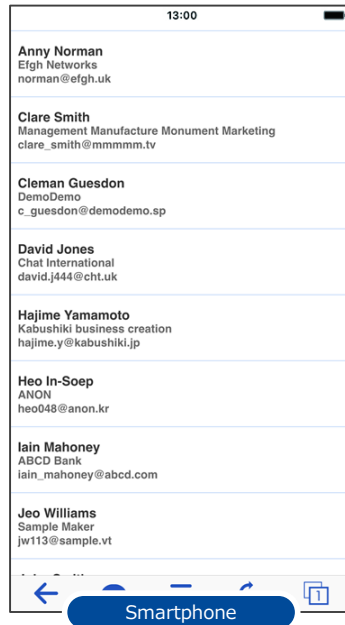 13:00
Anny Norman
Efgh Networks
norman@efgh.uk
Clare Smith
Management Manufacture Monument Marketing
clare_smith@mmmmm.tv
Cleman Guesdon
DemoDemo
c_guesdon@demodemo.sp
David Jones
Chat International
david.j444@cht.uk
Hajime Yamamoto
Kabushiki business creation
hajime.y@kabushiki.jp
Heo In-Soep
ANON
heo048@anon.kr
Iain Mahoney
ABCD Bank
iain_mahoney@abcd.com
Jeo Williams
Sample Maker
jw113@sample.vt
1
Smartphone